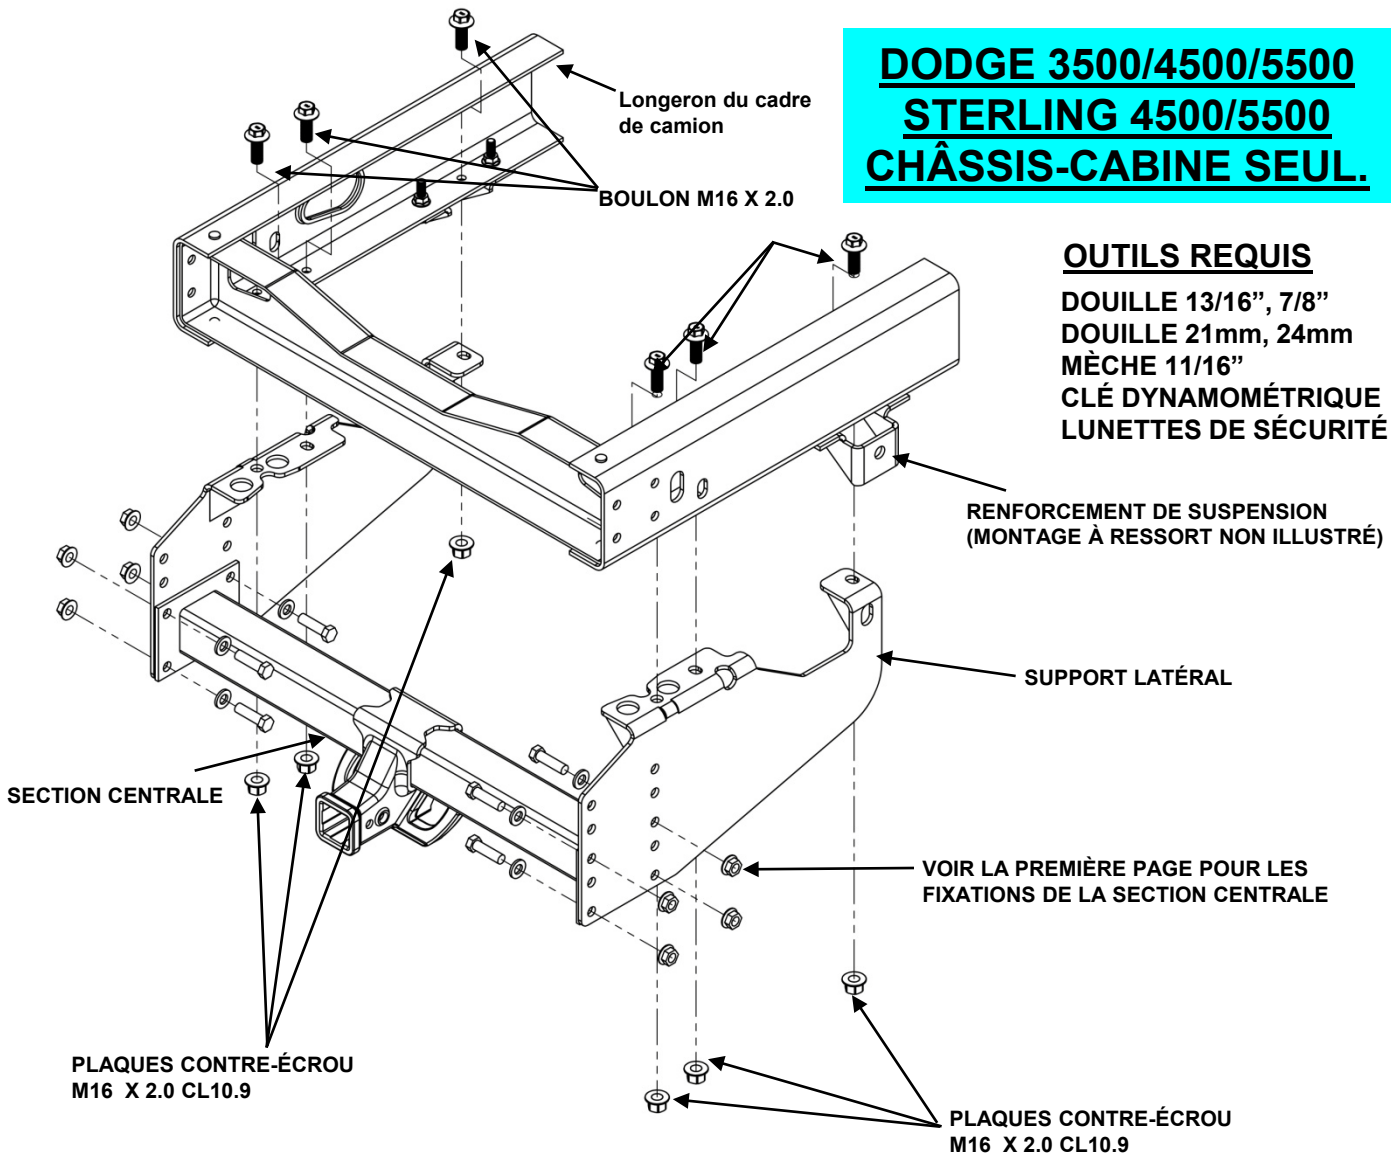 DODGE 3500/4500/5500
STERLING 4500/5500
CHÂSSIS-CABINE SEUL.
Longeron du cadre
de camion
BOULON M16 X 2.0
OUTILS REQUIS
DOUILLE 13/16”, 7/8”
DOUILLE 21mm, 24mm
MÈCHE 11/16”
CLÉ DYNAMOMÉTRIQUE
LUNETTES DE SÉCURITÉ
RENFORCEMENT DE SUSPENSION
(MONTAGE À RESSORT NON ILLUSTRÉ)
SUPPORT LATÉRAL
SECTION CENTRALE
VOIR LA PREMIÈRE PAGE POUR LES
FIXATIONS DE LA SECTION CENTRALE
PLAQUES CONTRE-ÉCROU
M16 X 2.0 CL10.9
PLAQUES CONTRE-ÉCROU
M16 X 2.0 CL10.9